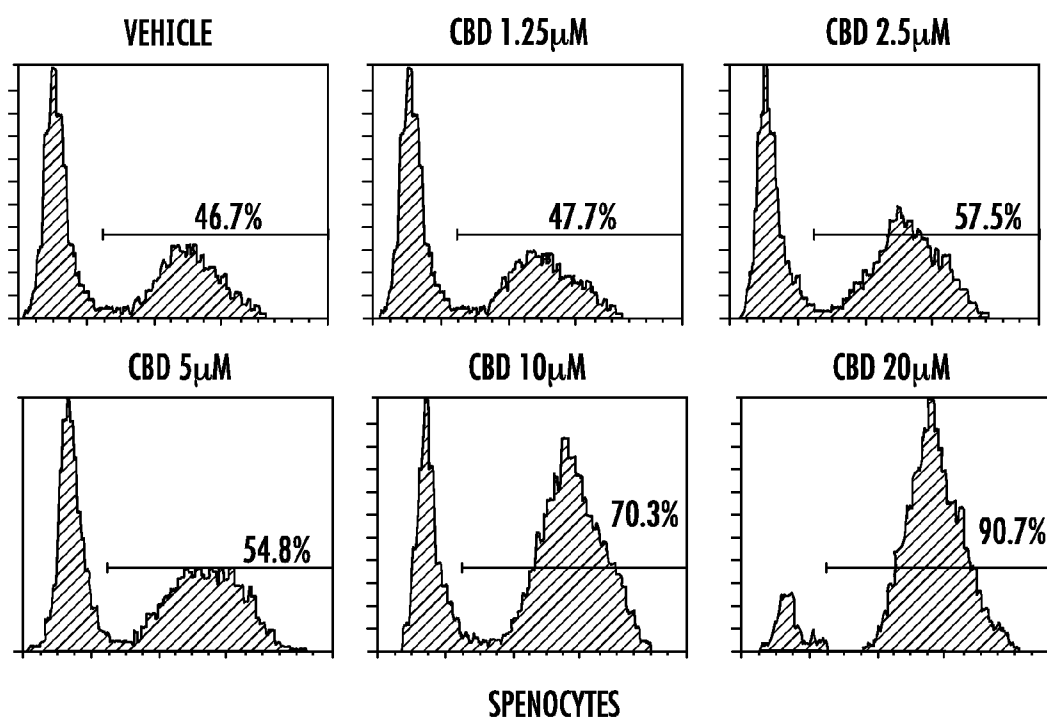 VEHICLE
CBD 1.25μM
CBD 2.5μM
46.7%
47.7%
57.5%
CBD 5μM
CBD 10μM
CBD 20μM
54.8%
70.3%
90.7%
SPENOCYTES